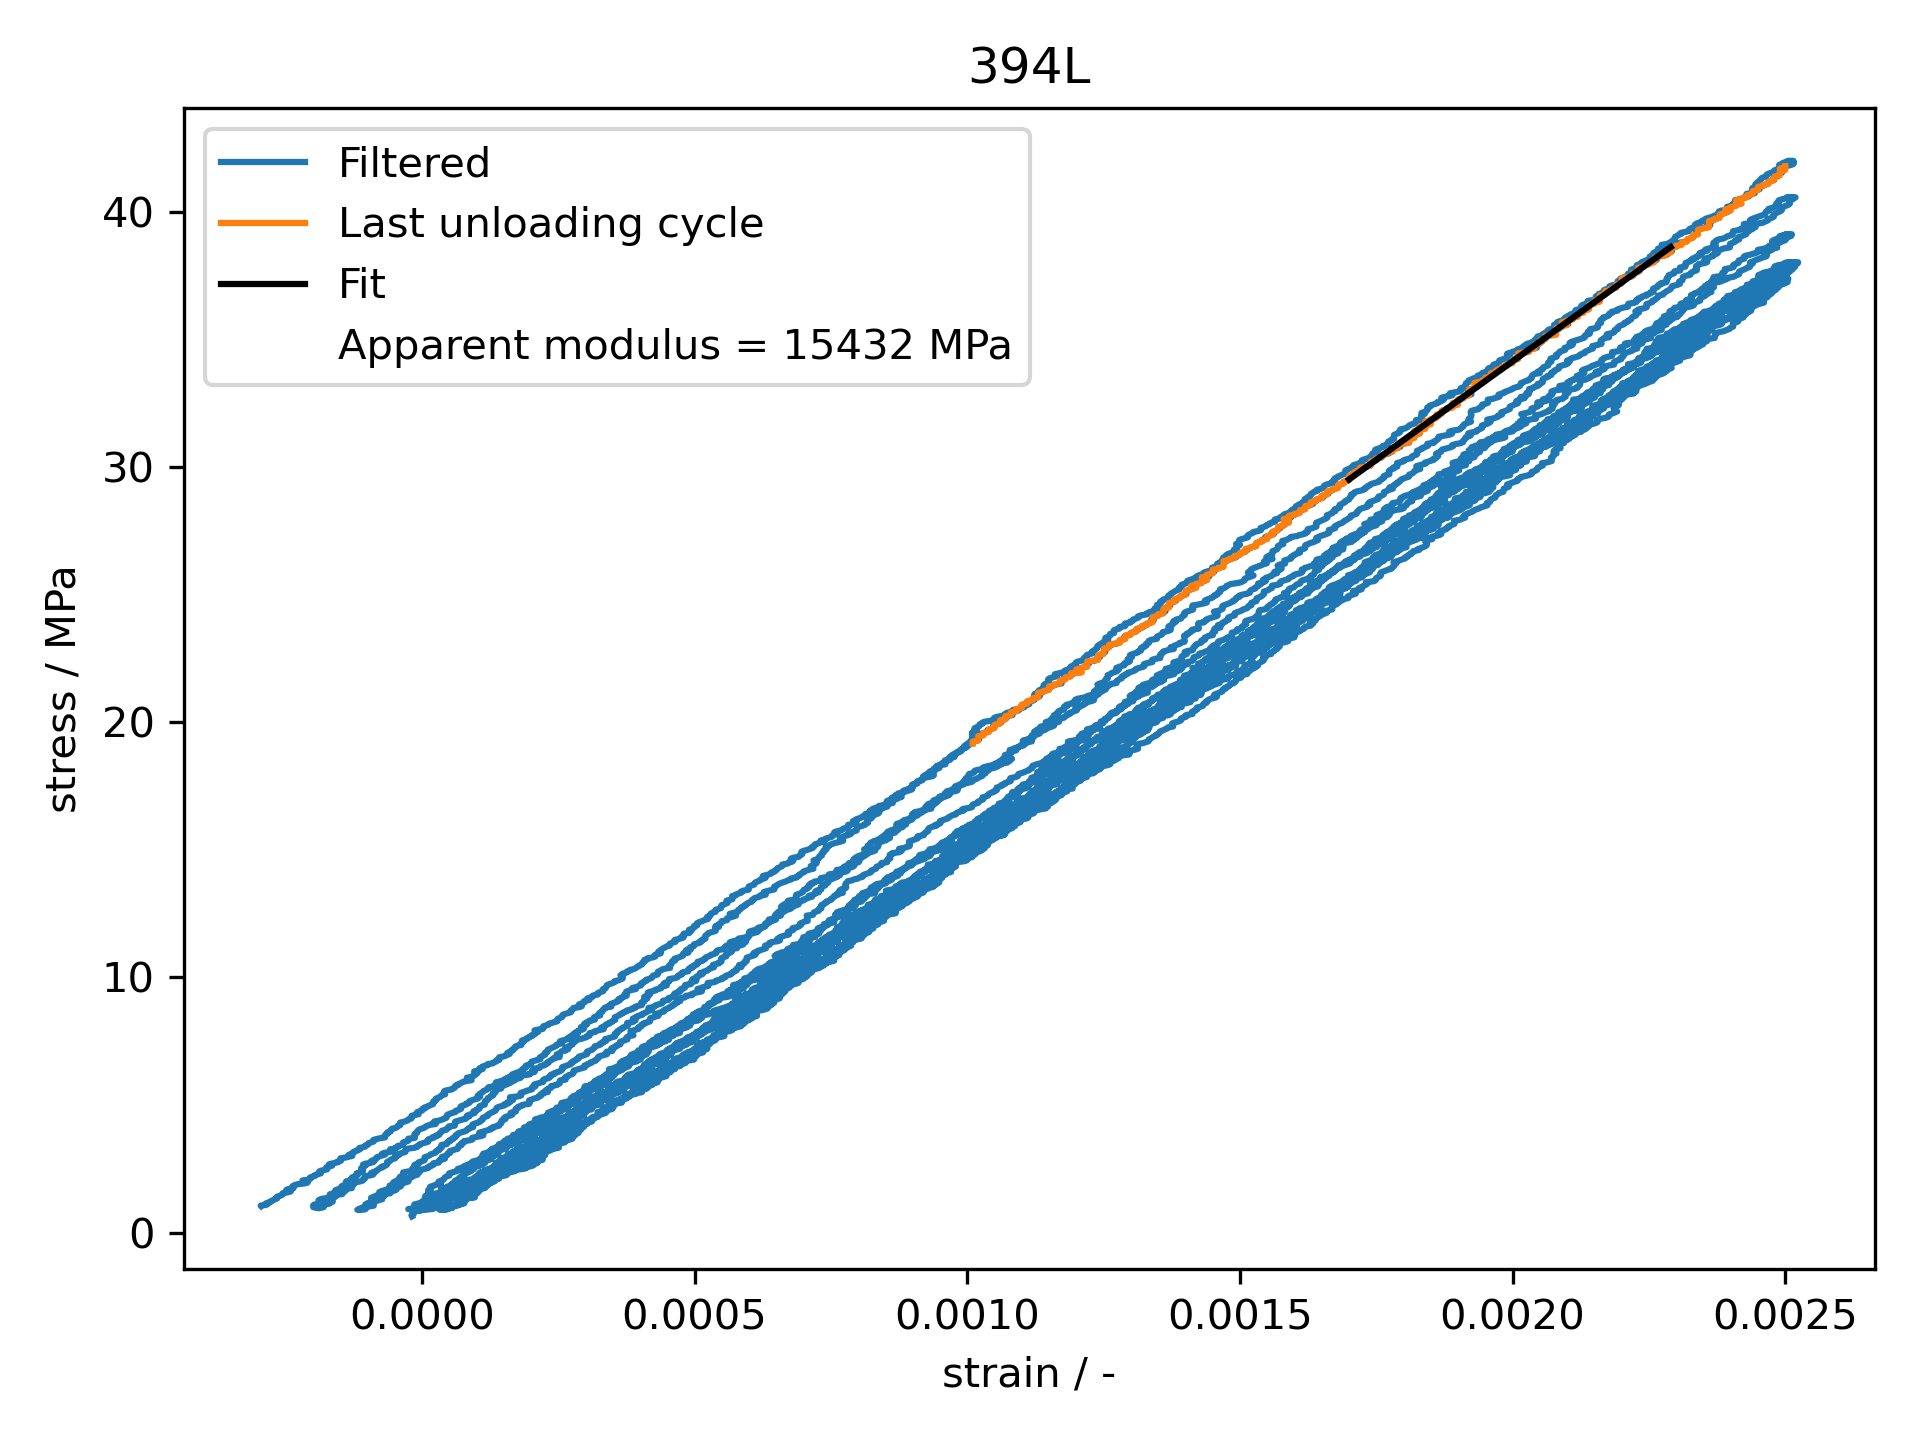 394L
Filtered
Last unloading cycle
Fit
Apparent modulus = 15432 MPa
40
30
20
10
0
stress / MPa
0.0000 0.0005 0.0010 0.0015 0.0020 0.0025
strain / -